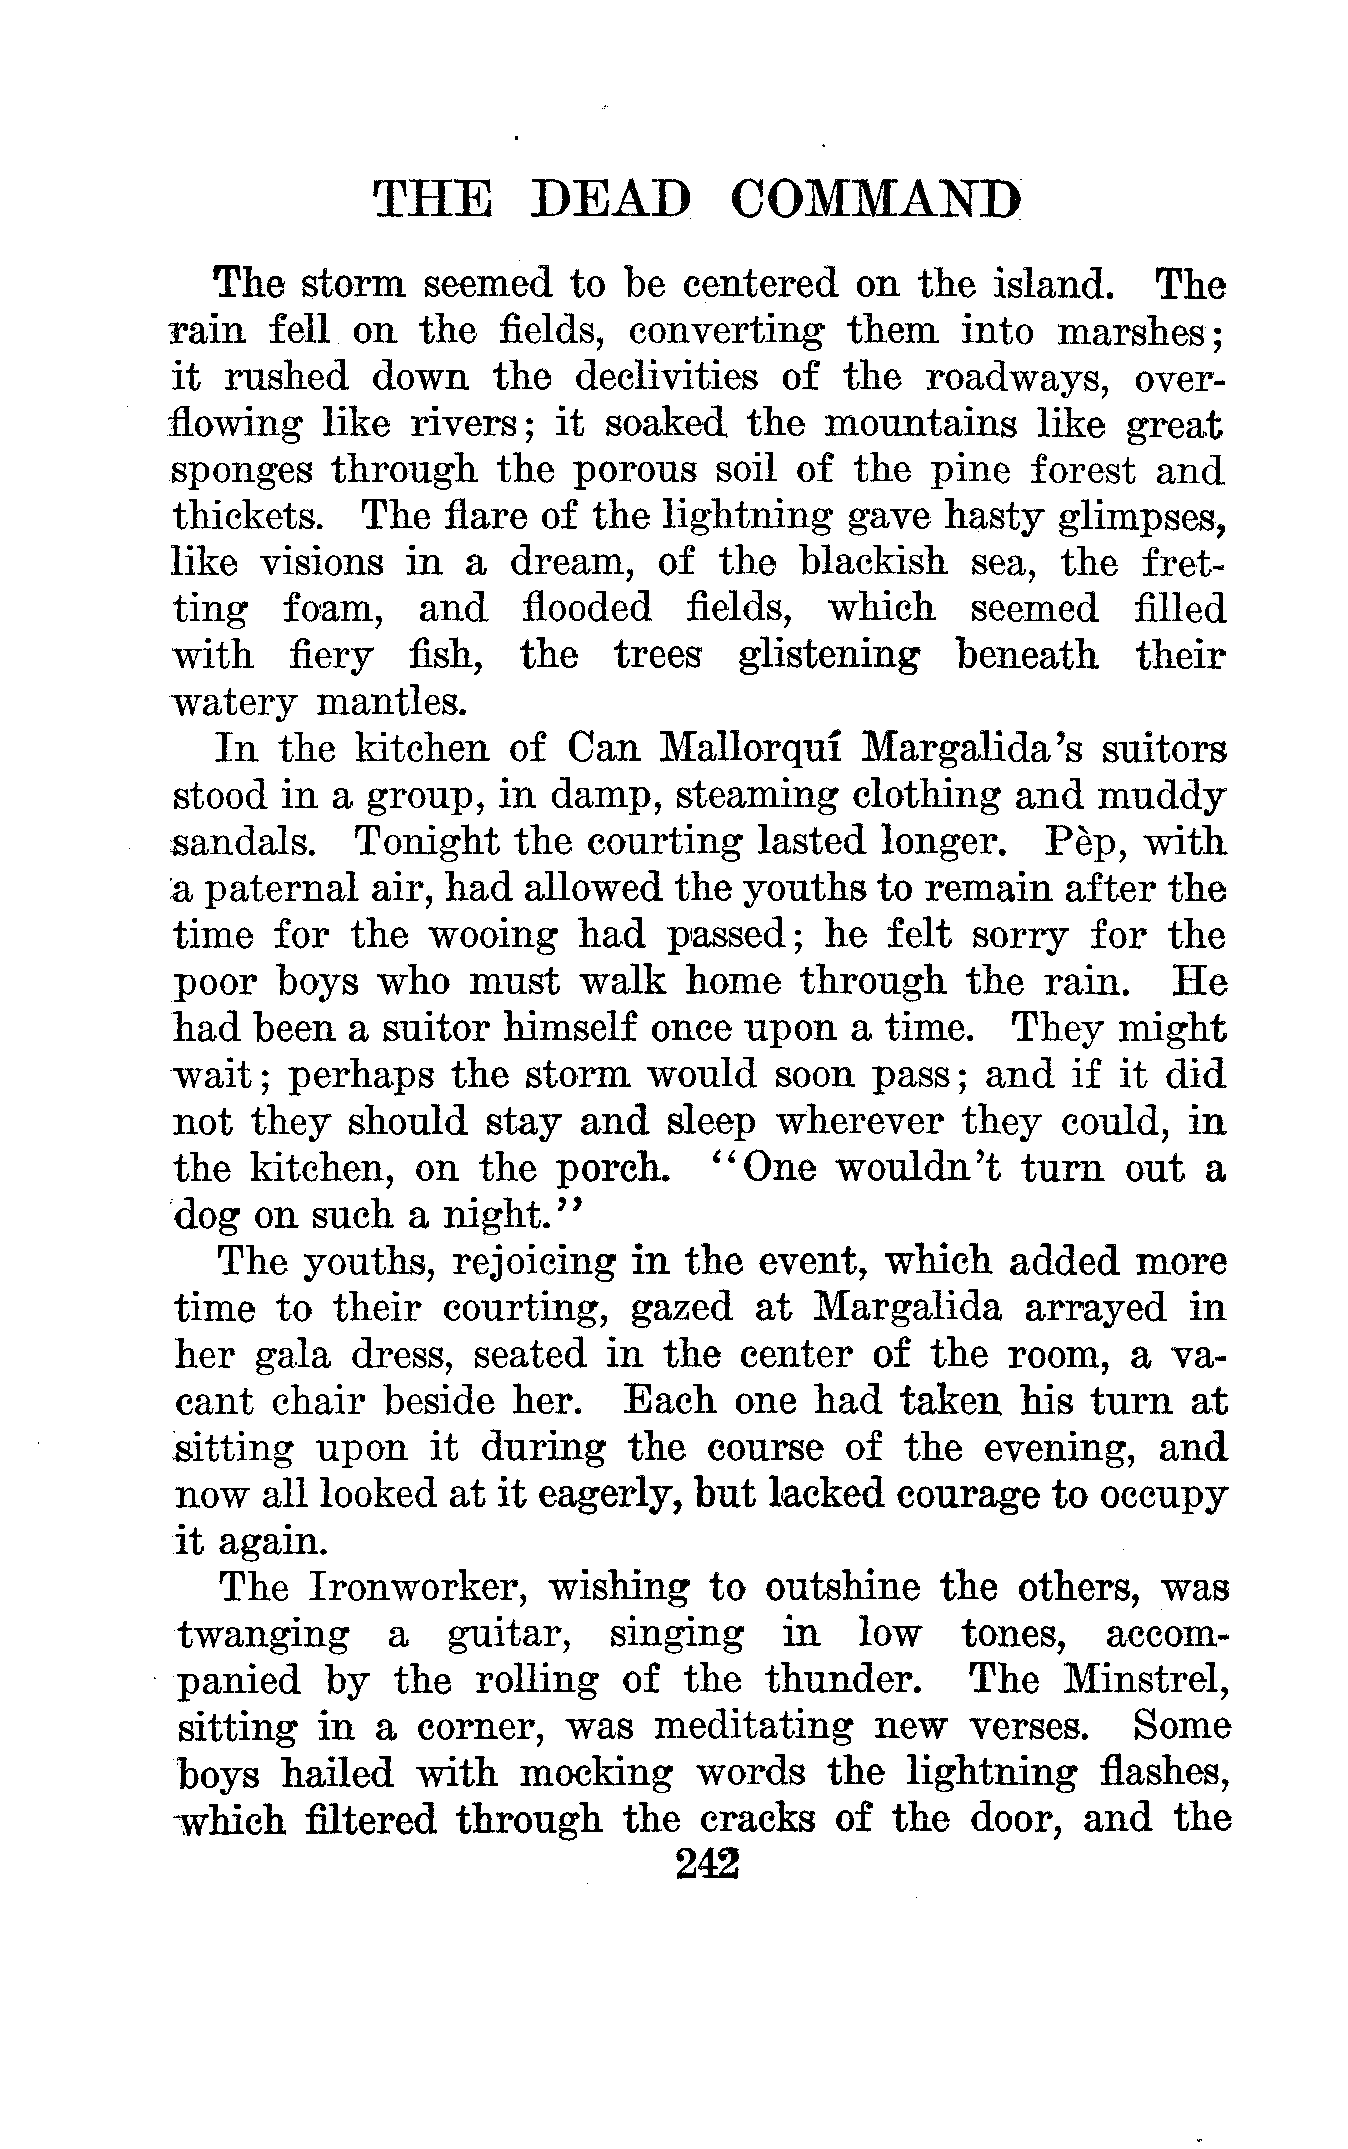 THE DEAD COMMAND
The storm seemed to be centered on the island. The
rain fell on the fields, converting them into marshes;
it rushed down the declivities of the roadways, over-
flowing like rivers; it soaked the mountains like great
sponges through the porous soil of the pine forest and
thickets. The flare of the lightning gave hasty glimpses,
like visions in a dream, of the blackish sea, the fret-
ting foam, and flooded fields, which seemed filled
with fiery fish, the trees glistening beneath their
watery mantles.
In the kitchen of Can Mallorquí Margalida's suitors
stood in a group, in damp, steaming clothing and muddy
sandals. Tonight the courting lasted longer. Pèp, with
a paternal air, had allowed the youths to remain after the
time for the wooing had passed; he felt sorry for the
poor boys who must walk home through the rain. He
had been a suitor himself once upon a time. They might
wait; perhaps the storm would soon pass; and if it did
not they should stay and sleep wherever they could, in
the kitchen, on the porch. "One wouldn't turn out a
dog on such a night."
The youths, rejoicing in the event, which added more
time to their courting, gazed at Margalida arrayed in
her gala dress, seated in the center of the room, a va-
cant chair beside her. Each one had taken his turn at
sitting upon it during the course of the evening, and
now all looked at it eagerly, but lacked courage to occupy
it again.
The Ironworker, wishing to outshine the others, was
twanging a guitar, singing in low tones, accom-
panied by the rolling of the thunder. The Minstrel,
sitting in a corner, was meditating new verses. Some
boys hailed with mocking words the lightning flashes,
which filtered through the cracks of the door, and the
242